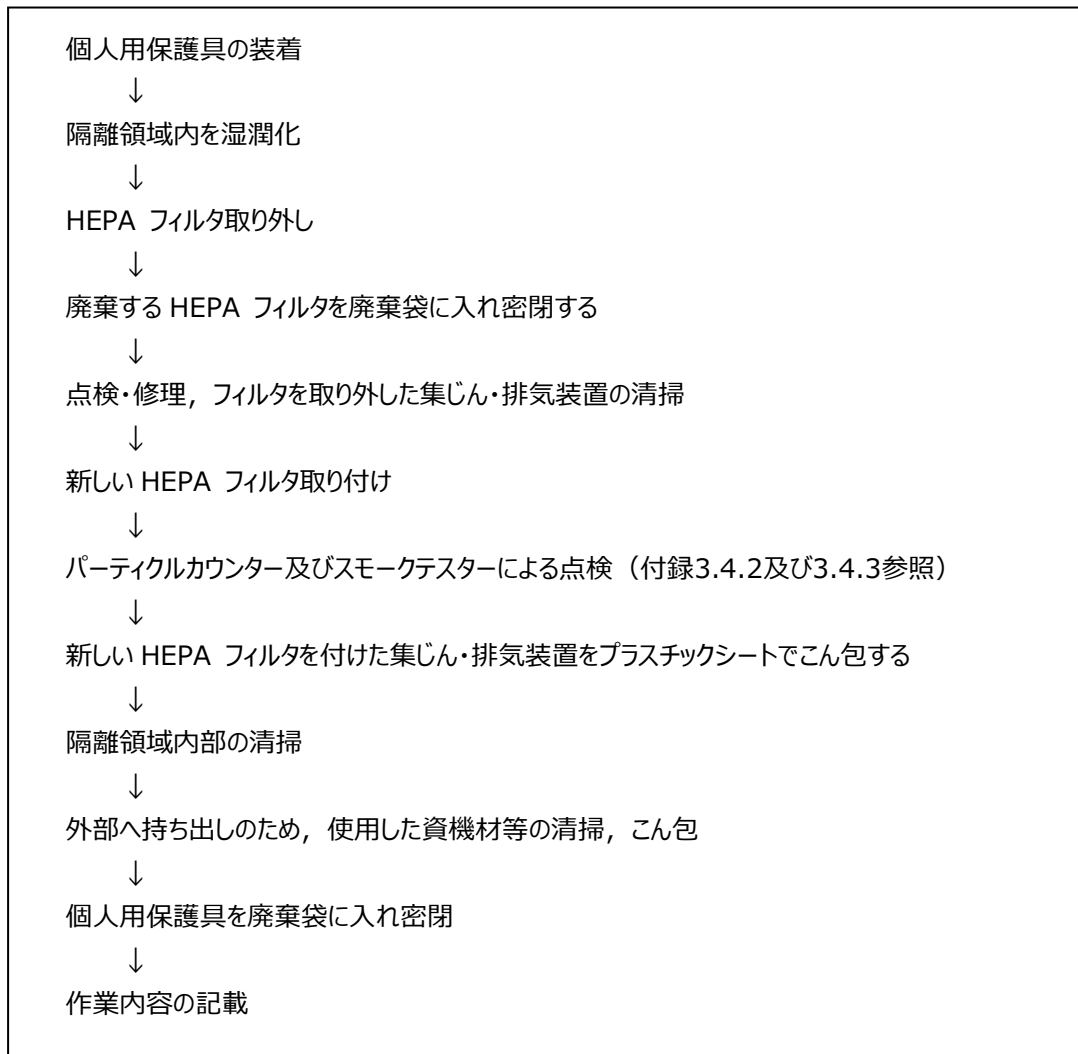 個人用保護具の装着
↓
隔離領域内を湿潤化
↓
HEPA フィルタ取り外し
↓
廃棄する HEPA フィルタを廃棄袋に入れ密閉する
↓
点検・修理，フィルタを取り外した集じん・排気装置の清掃
↓
新しい HEPA フィルタ取り付け
↓
パーティクルカウンター及びスモークテスターによる点検（付録3.4.2及び3.4.3参照）
↓
新しい HEPA フィルタを付けた集じん・排気装置をプラスチックシートでこん包する
↓
隔離領域内部の清掃
↓
外部へ持ち出しのため，使用した資機材等の清掃，こん包
↓
個人用保護具を廃棄袋に入れ密閉
↓
作業内容の記載